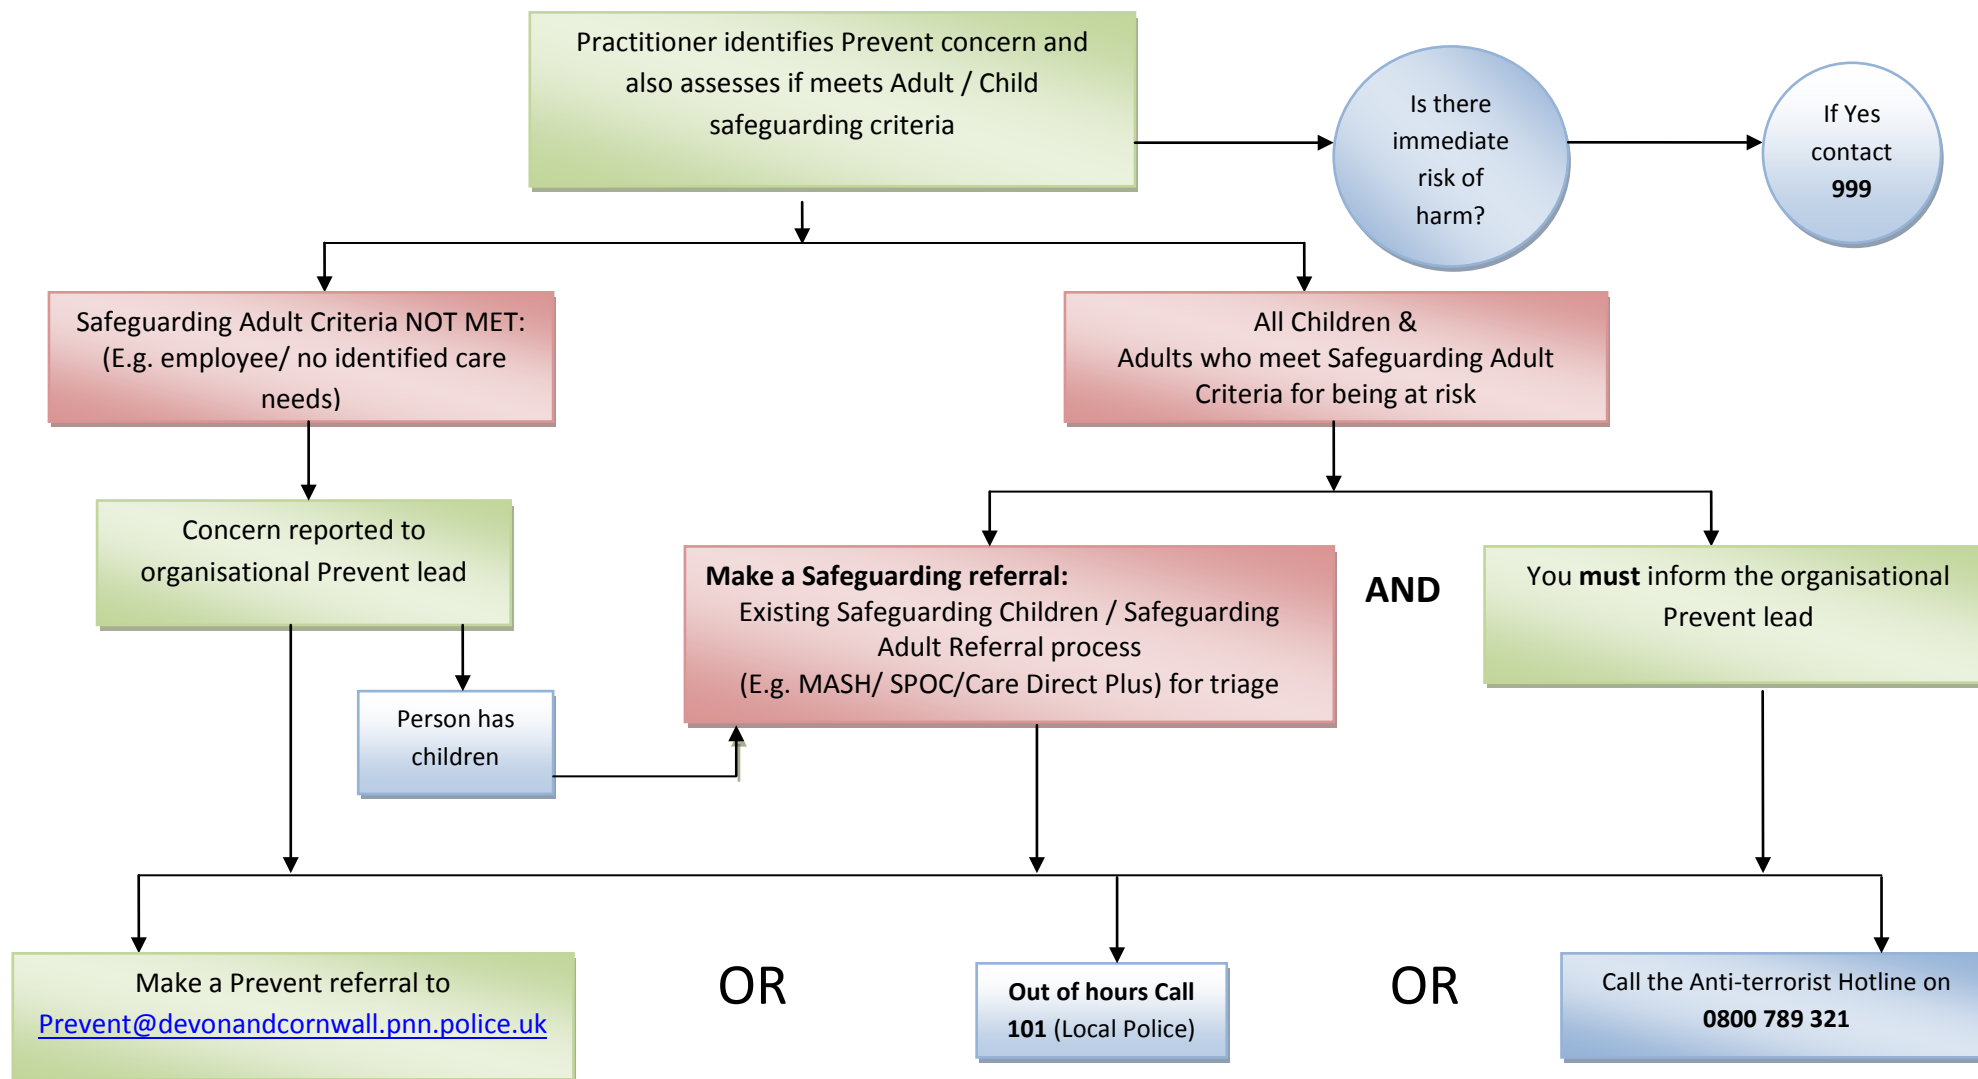 Practitioner identifies Prevent concern and
also assesses if meets Adult / Child
safeguarding criteria
Is there
immediate
risk of
harm?
If Yes
contact
999
Safeguarding Adult Criteria NOT MET:
(E.g. employee/ no identified care
needs)
All Children &
Adults who meet Safeguarding Adult
Criteria for being at risk
Concern reported to
organisational Prevent lead
Make a Safeguarding referral:
Existing Safeguarding Children / Safeguarding
Adult Referral process
(E.g. MASH/ SPOC/Care Direct Plus) for triage
AND
You must inform the organisational
Prevent lead
Person has
children
Make a Prevent referral to
Prevent@devonandcornwall.pnn.police.uk
OR
Out of hours Call
101 (Local Police)
OR
Call the Anti-terrorist Hotline on
0800 789 321